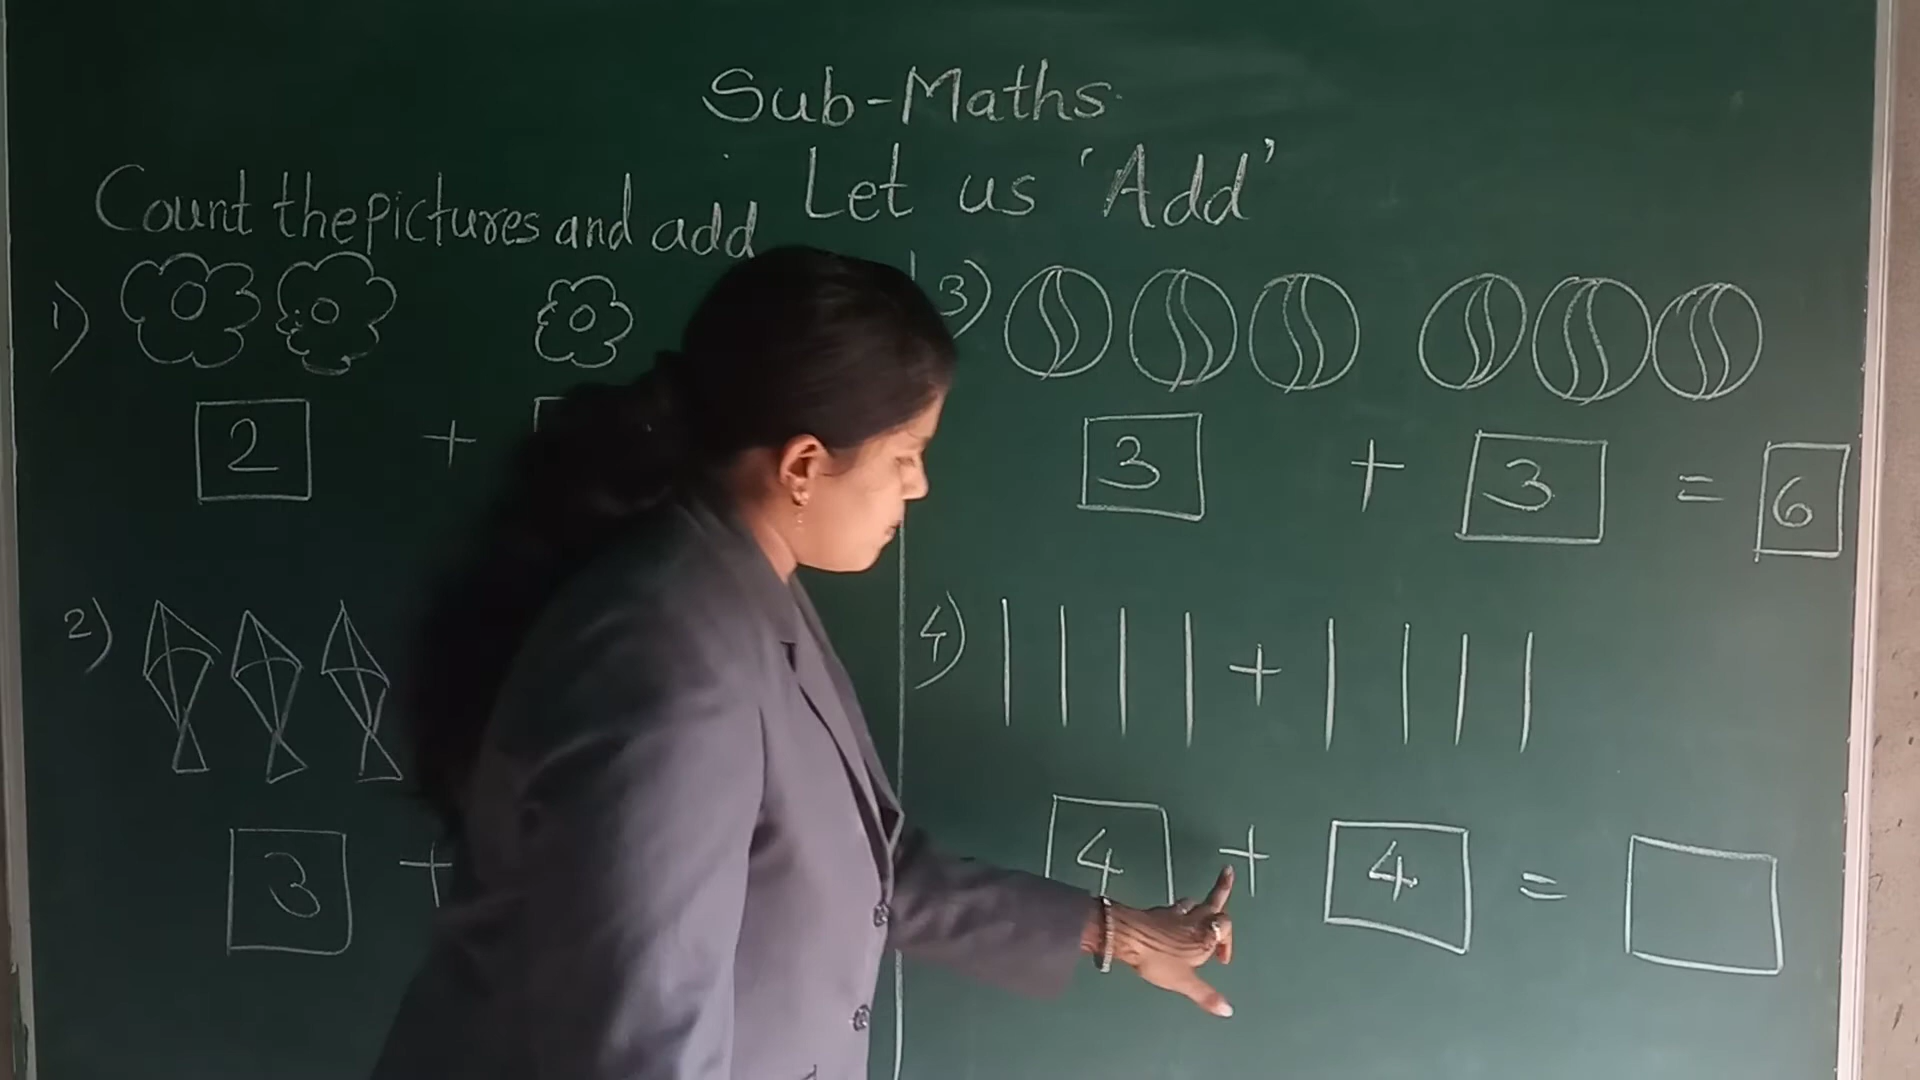 Sub-Maths
Let us 'Add'
Count the pictures and add
1)
2 +
2)
3 +
3)
3 + 3 = 6
4)
+
4 + 4 =